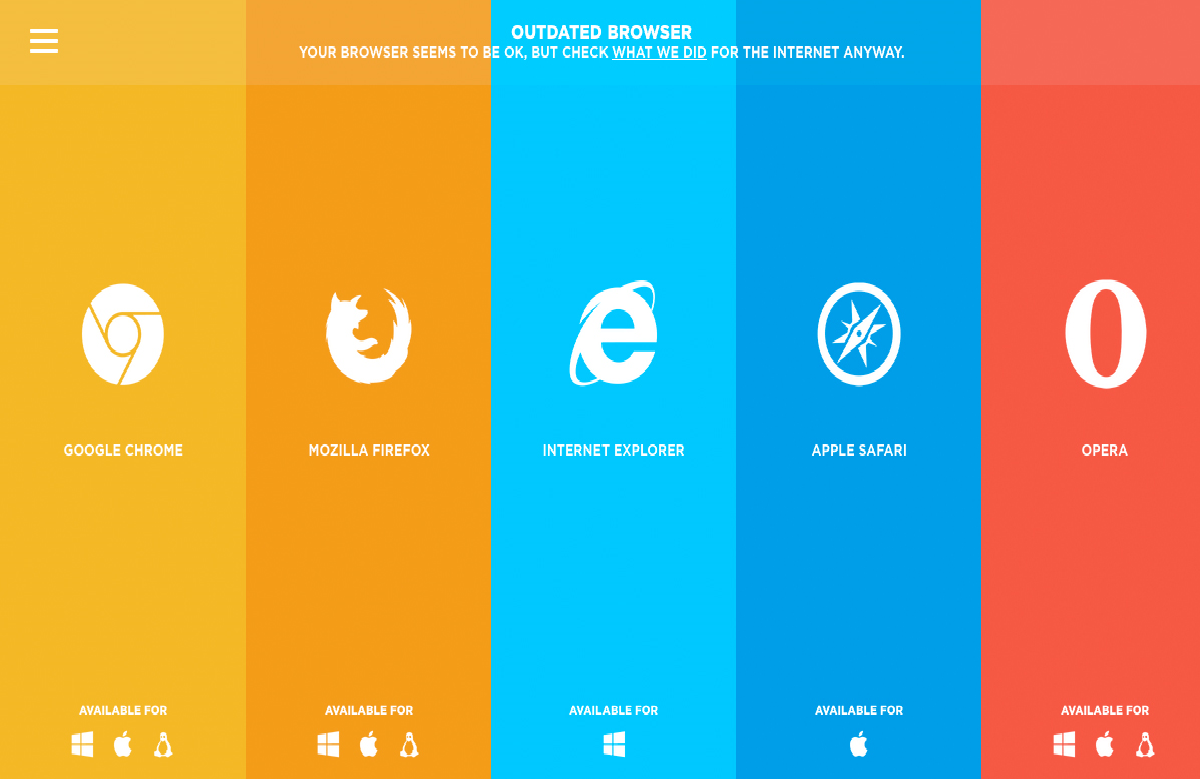 OUTDATED BROWSER
YOUR BROWSER SEEMS TO BE OK, BUT CHECK WHAT WE DID FOR THE INTERNET ANYWAY.
GOOGLE CHROME
MOZILLA FIREFOX
INTERNET EXPLORER
APPLE SAFARI
OPERA
AVAILABLE FOR
AVAILABLE FOR
AVAILABLE FOR
AVAILABLE FOR
AVAILABLE FOR